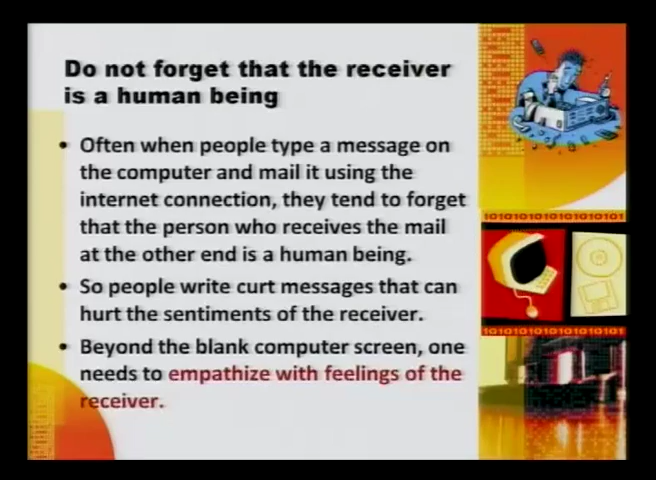 Do not forget that the receiver
is a human being
• Often when people type a message on
the computer and mail it using the
internet connection, they tend to forget
that the person who receives the mail
at the other end is a human being.
• So people write curt messages that can
hurt the sentiments of the receiver.
• Beyond the blank computer screen, one
needs to empathize with feelings of the
receiver.
101010101010101010101
101010101010101010101